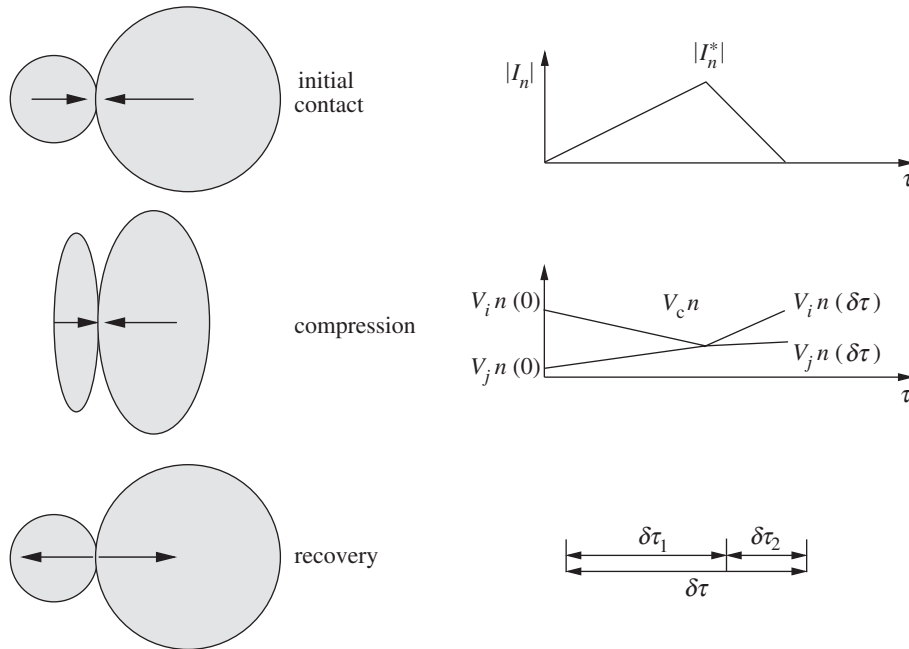 initial
contact
|I_n|
|I_n^*|
τ
compression
V_i n (0)
V_c n
V_i n (δτ)
V_j n (0)
V_j n (δτ)
τ
recovery
δτ_1
δτ_2
δτ